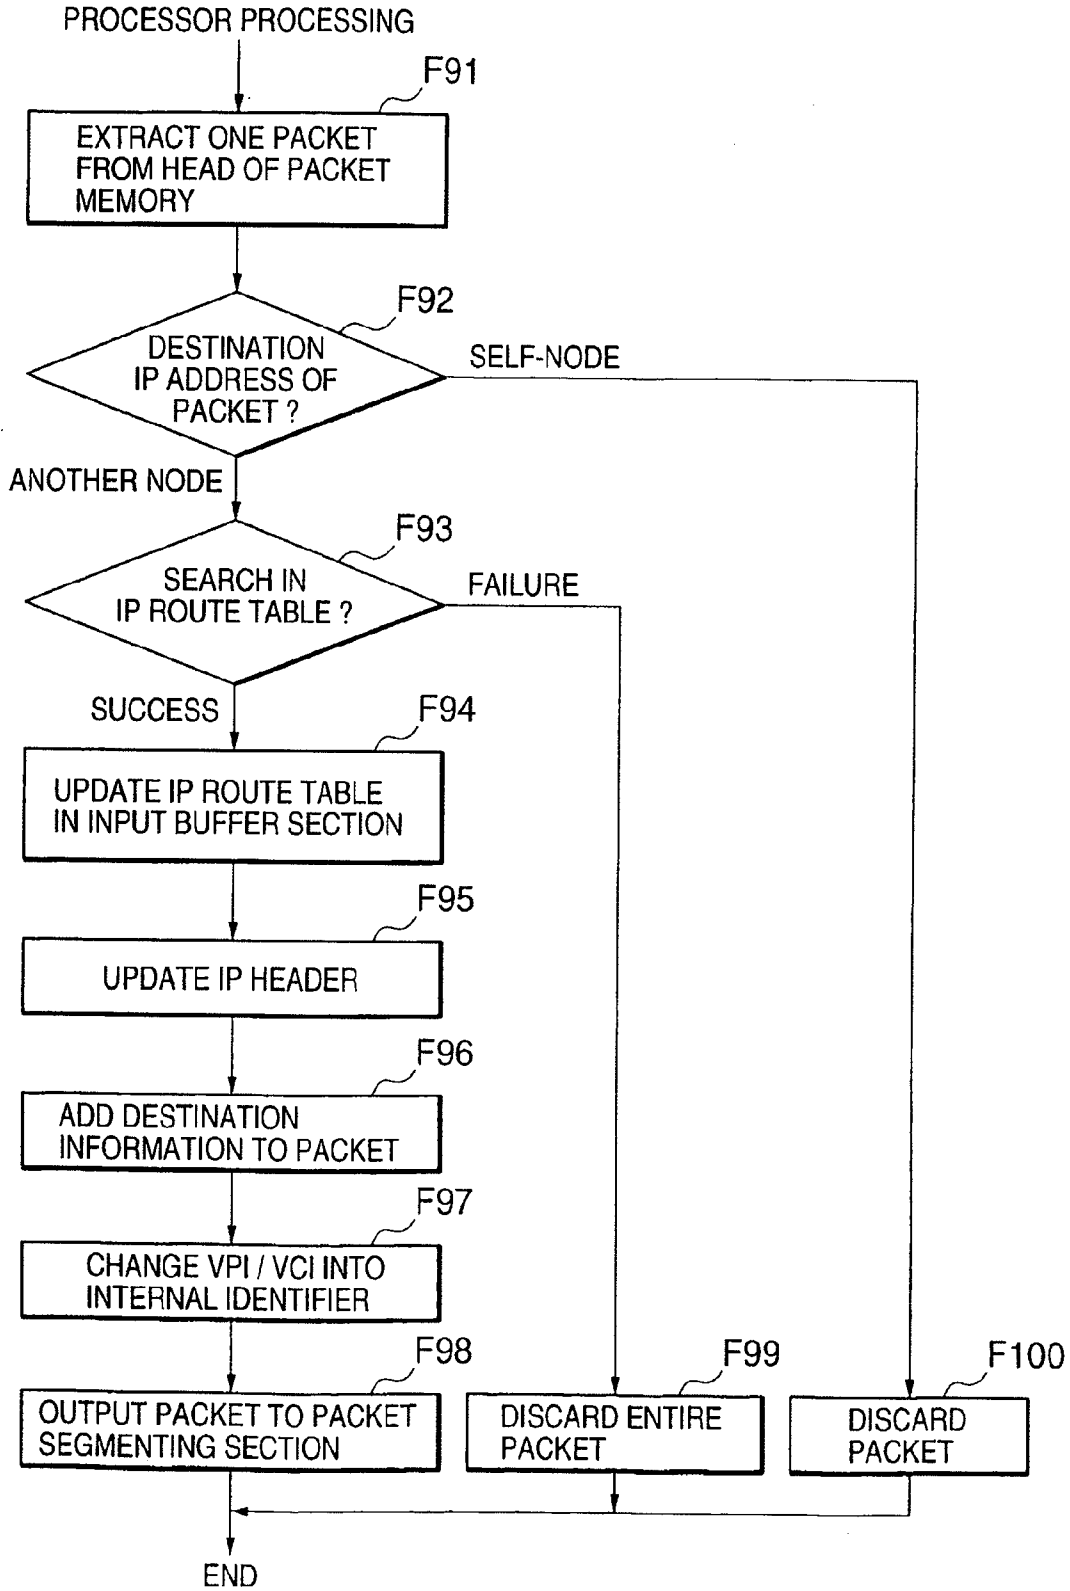 PROCESSOR PROCESSING
F91
EXTRACT ONE PACKET
FROM HEAD OF PACKET
MEMORY
F92
DESTINATION
IP ADDRESS OF
PACKET ?
SELF-NODE
ANOTHER NODE
F93
SEARCH IN
IP ROUTE TABLE ?
FAILURE
SUCCESS
F94
UPDATE IP ROUTE TABLE
IN INPUT BUFFER SECTION
F95
UPDATE IP HEADER
F96
ADD DESTINATION
INFORMATION TO PACKET
F97
CHANGE VPI / VCI INTO
INTERNAL IDENTIFIER
F98
OUTPUT PACKET TO PACKET
SEGMENTING SECTION
F99
DISCARD ENTIRE
PACKET
F100
DISCARD
PACKET
END